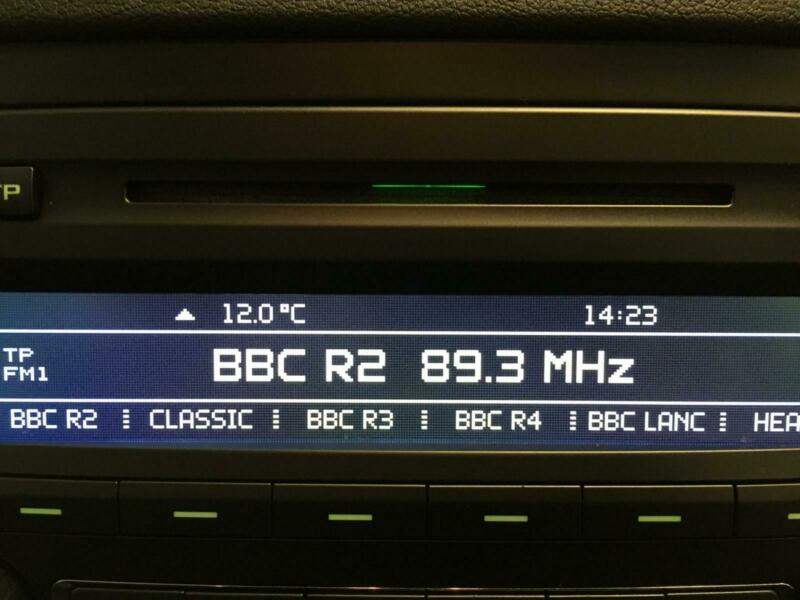 TP
12.0°C 14:23
TP
FM1
BBC R2 89.3 MHz
BBC R2 CLASSIC BBC R3 BBC R4 BBC LANC HEA